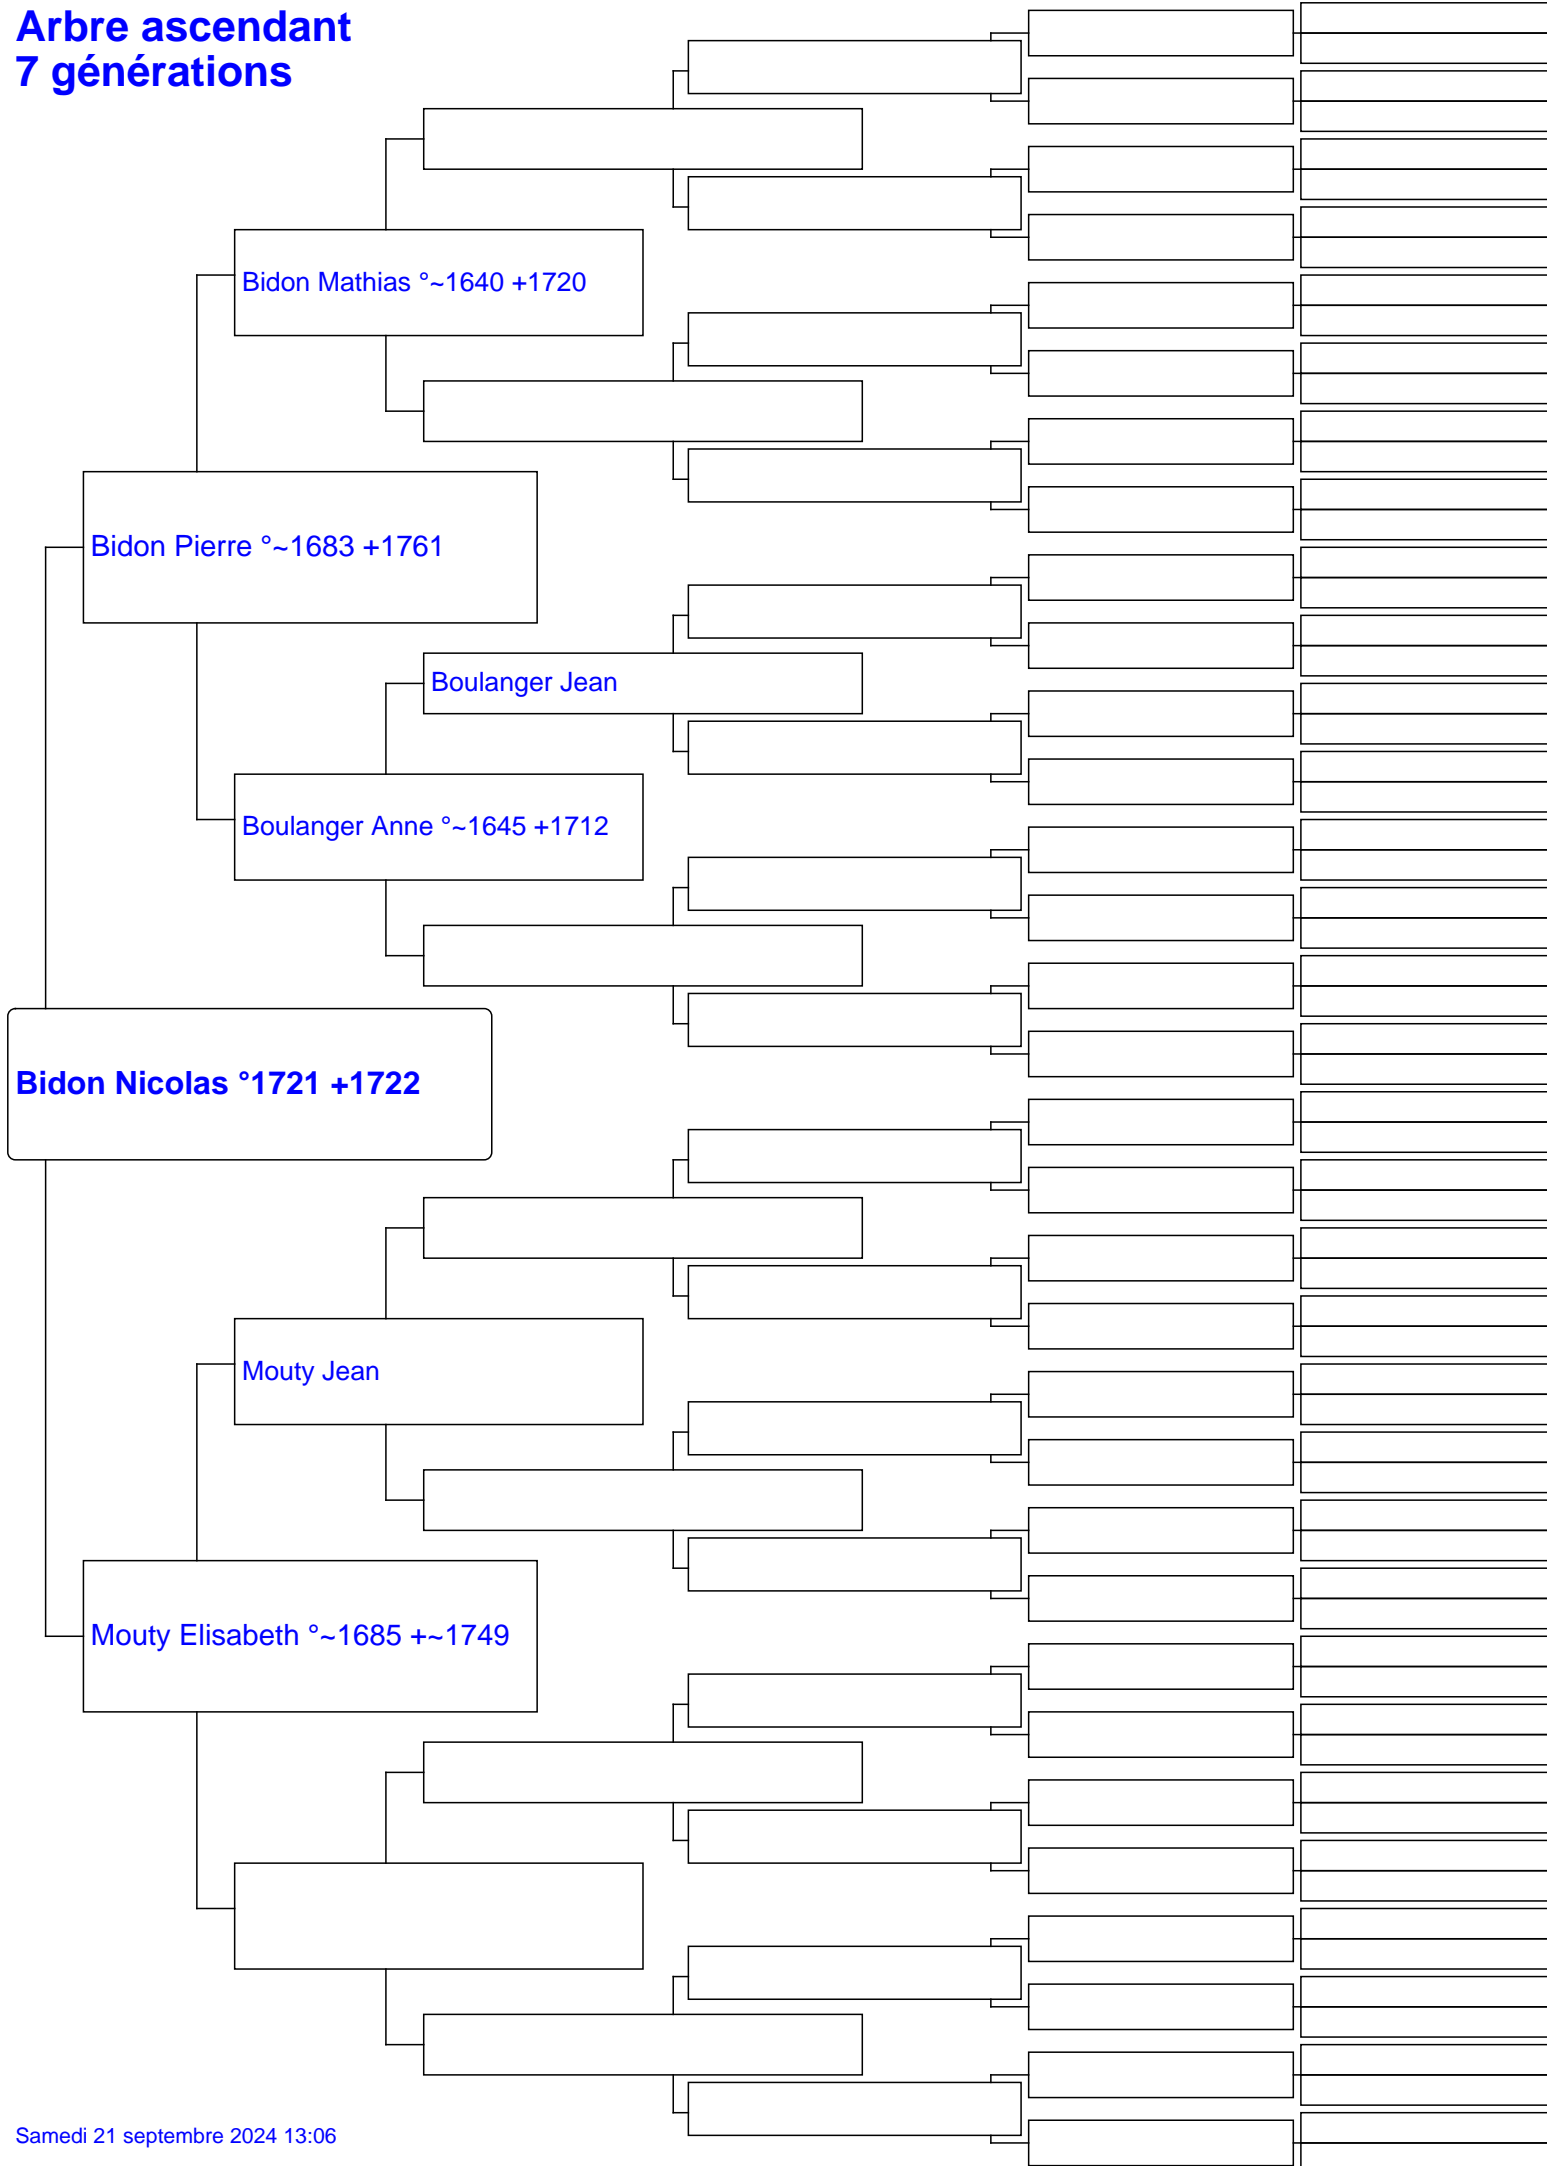 Arbre ascendant
7 générations
Bidon Mathias °~1640 +1720
Bidon Pierre °~1683 +1761
Boulanger Jean
Boulanger Anne °~1645 +1712
Bidon Nicolas °1721 +1722
Mouty Jean
Mouty Elisabeth °~1685 +~1749
Samedi 21 septembre 2024 13:06